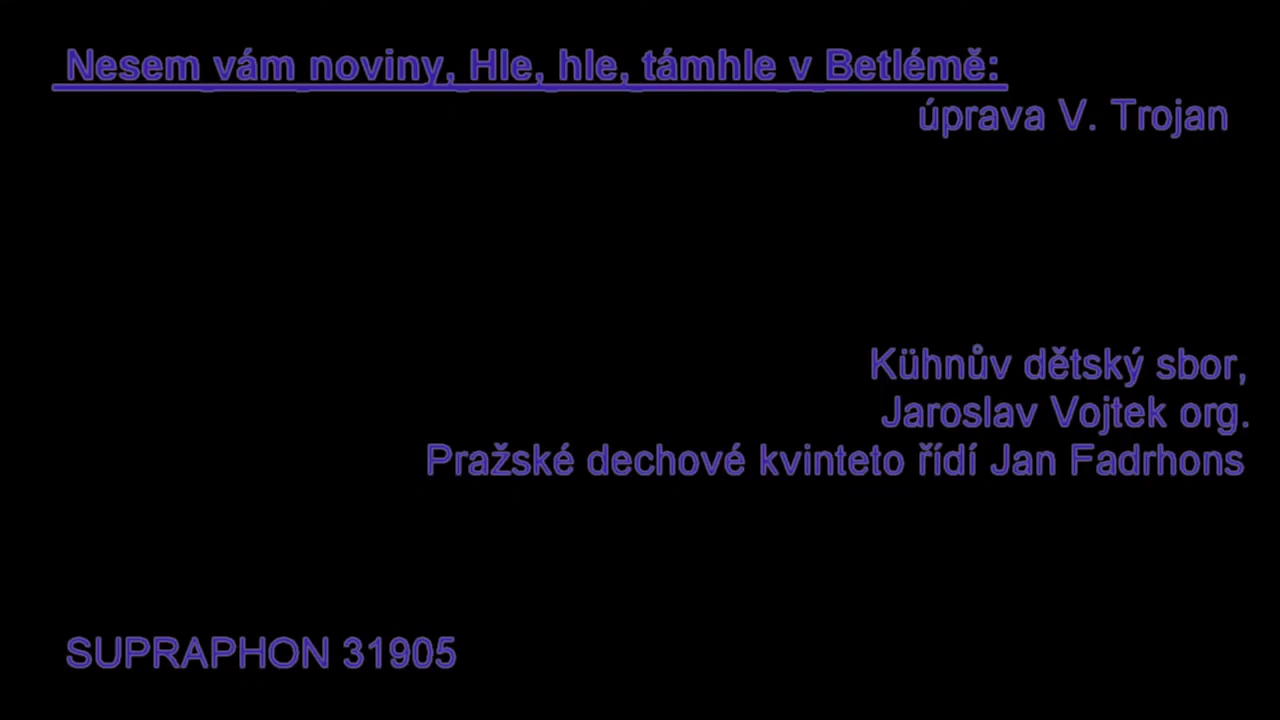 Nesem vám noviny, Hle, hle, támhle v Betlémě:
úprava V. Trojan
Kühnův dětský sbor,
Jaroslav Vojtek org.
Pražské dechové kvinteto řídí Jan Fadrhons
SUPRAPHON 31905